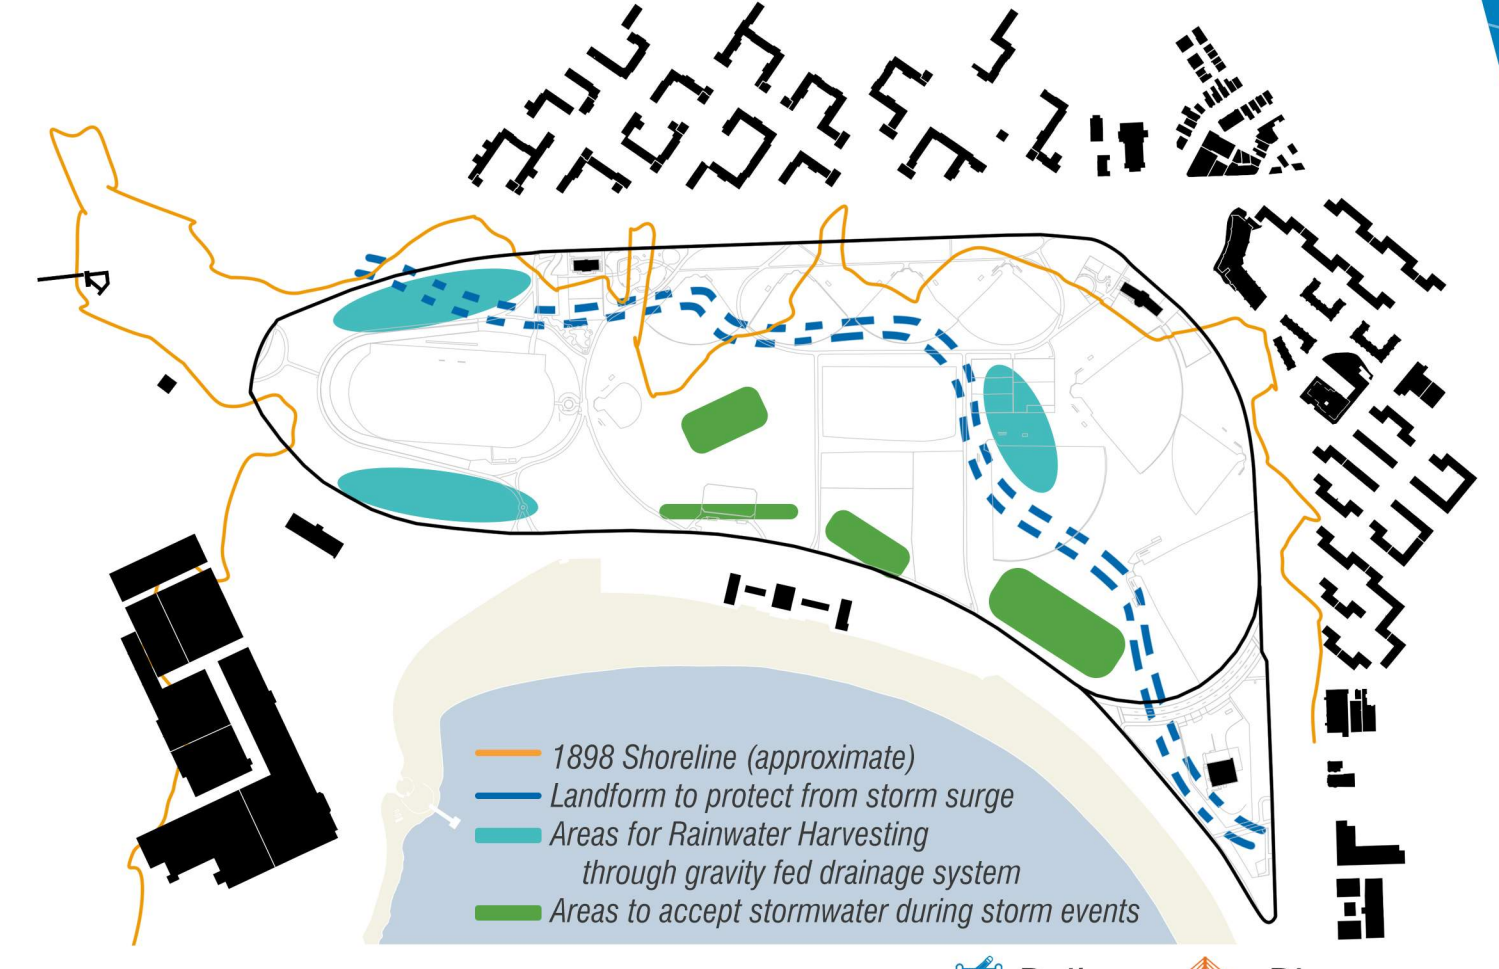 1898 Shoreline (approximate)
Landform to protect from storm surge
Areas for Rainwater Harvesting
through gravity fed drainage system
Areas to accept stormwater during storm events